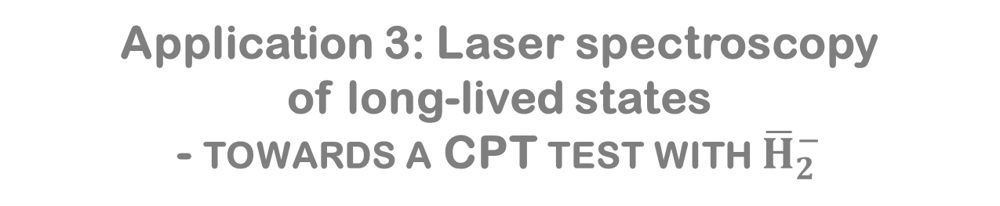 Application 3: Laser spectroscopy
of long-lived states
- TOWARDS A CPT TEST WITH H̅₂⁻